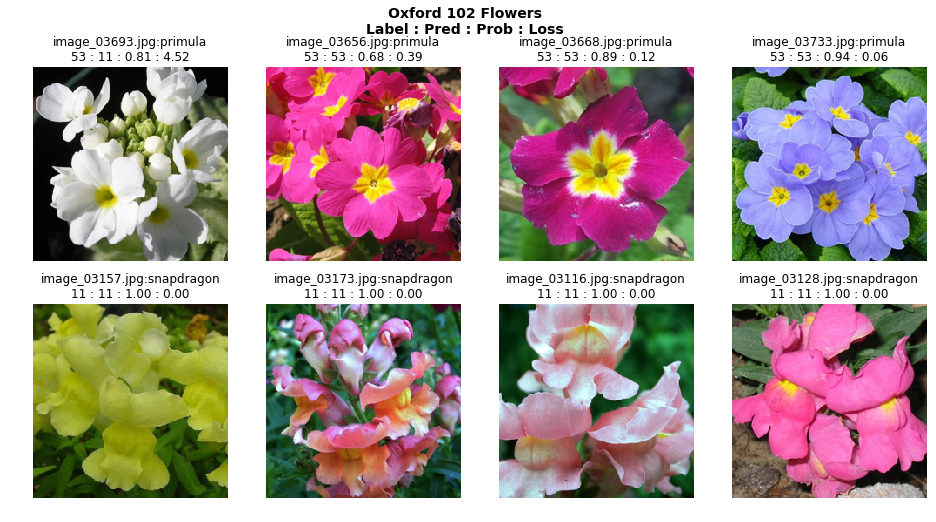 Oxford 102 Flowers
Label : Pred : Prob : Loss
image_03693.jpg:primula
53 : 11 : 0.81 : 4.52
image_03656.jpg:primula
53 : 53 : 0.68 : 0.39
image_03668.jpg:primula
53 : 53 : 0.89 : 0.12
image_03733.jpg:primula
53 : 53 : 0.94 : 0.06
image_03157.jpg:snapdragon
11 : 11 : 1.00 : 0.00
image_03173.jpg:snapdragon
11 : 11 : 1.00 : 0.00
image_03116.jpg:snapdragon
11 : 11 : 1.00 : 0.00
image_03128.jpg:snapdragon
11 : 11 : 1.00 : 0.00